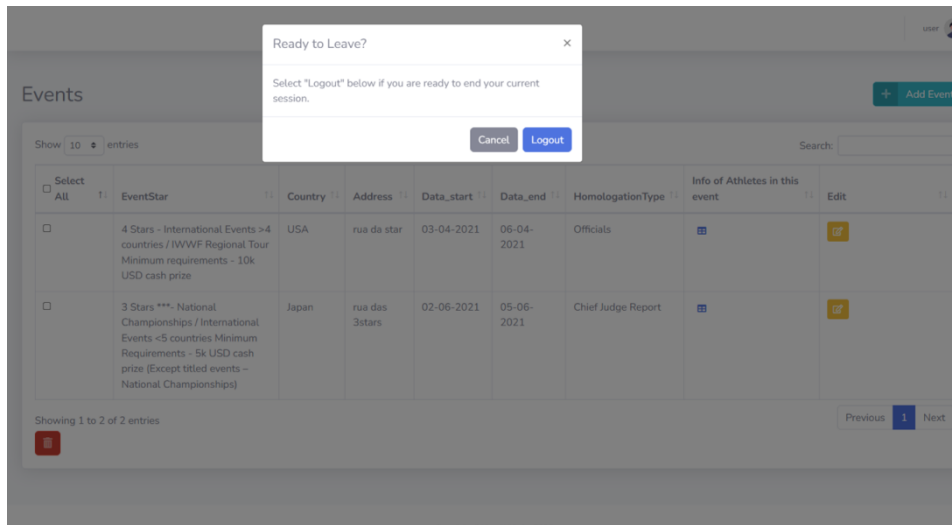 user
Ready to Leave? ×
Select "Logout" below if you are ready to end your current
session.
Cancel Logout
Events
+ Add Event
Show 10 entries
Search:
Select
All
EventStar
Country
Address
Data_start
Data_end
HomologationType
Info of Athletes in this
event
Edit
4 Stars - International Events >4
countries / IWWF Regional Tour
Minimum requirements - 10k
USD cash prize
USA
rua da star
03-04-2021
06-04-
2021
Officials
3 Stars ***- National
Championships / International
Events <5 countries Minimum
Requirements - 5k USD cash
prize (Except titled events –
National Championships)
Japan
rua das
3stars
02-06-2021
05-06-
2021
Chief Judge Report
Showing 1 to 2 of 2 entries
Previous 1 Next